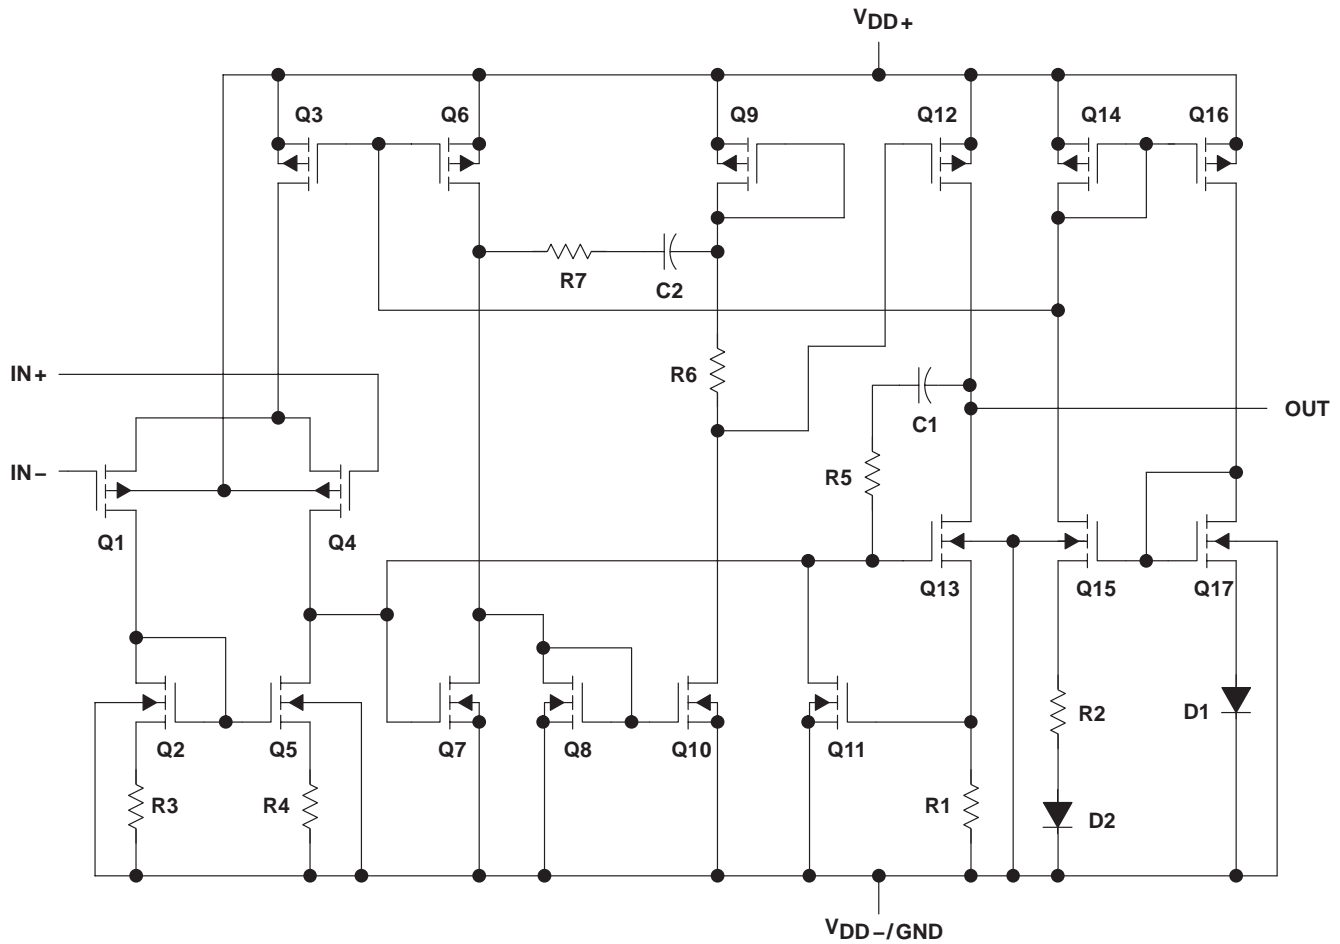 VDD+
Q3
Q6
Q9
Q12
Q14
Q16
R7
C2
IN+
R6
OUT
C1
IN−
R5
Q1
Q4
Q13
Q15
Q17
R2
D1
Q2
Q5
Q7
Q8
Q10
Q11
R3
R4
R1
D2
VDD−/GND